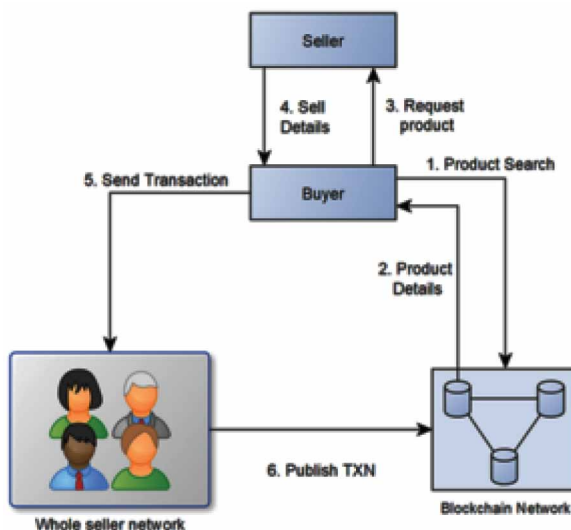 Seller
4. Sell
Details
3. Request
product
5. Send Transaction
Buyer
1. Product Search
2. Product
Details
6. Publish TXN
Whole seller network
Blockchain Network